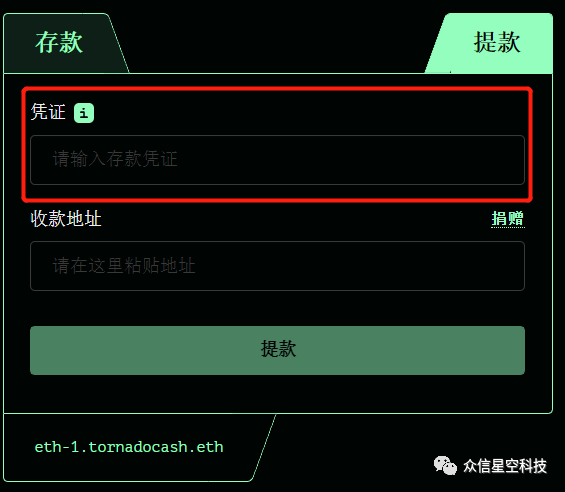 存款
提款
凭证 i
请输入存款凭证
收款地址 捐赠
请在这里粘贴地址
提款
eth-1.tornadocash.eth
众信星空科技